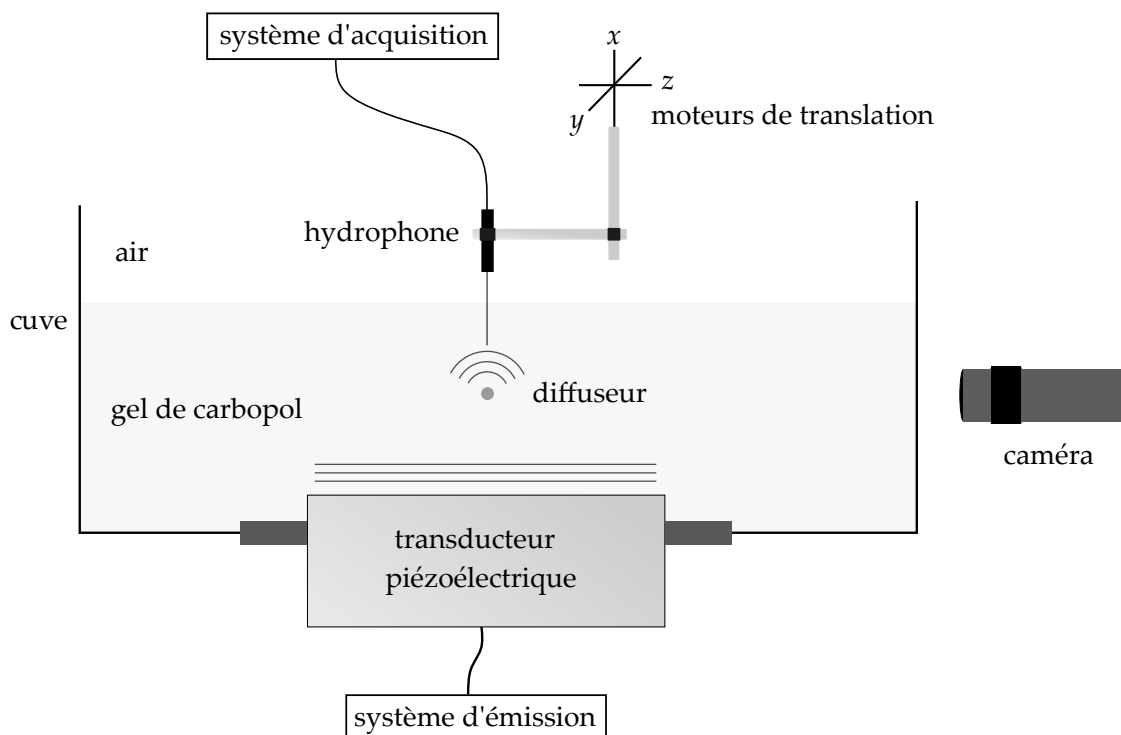 système d'acquisition
x
z
y
moteurs de translation
hydrophone
air
cuve
diffuseur
gel de carbopol
caméra
transducteur
piézoélectrique
système d'émission